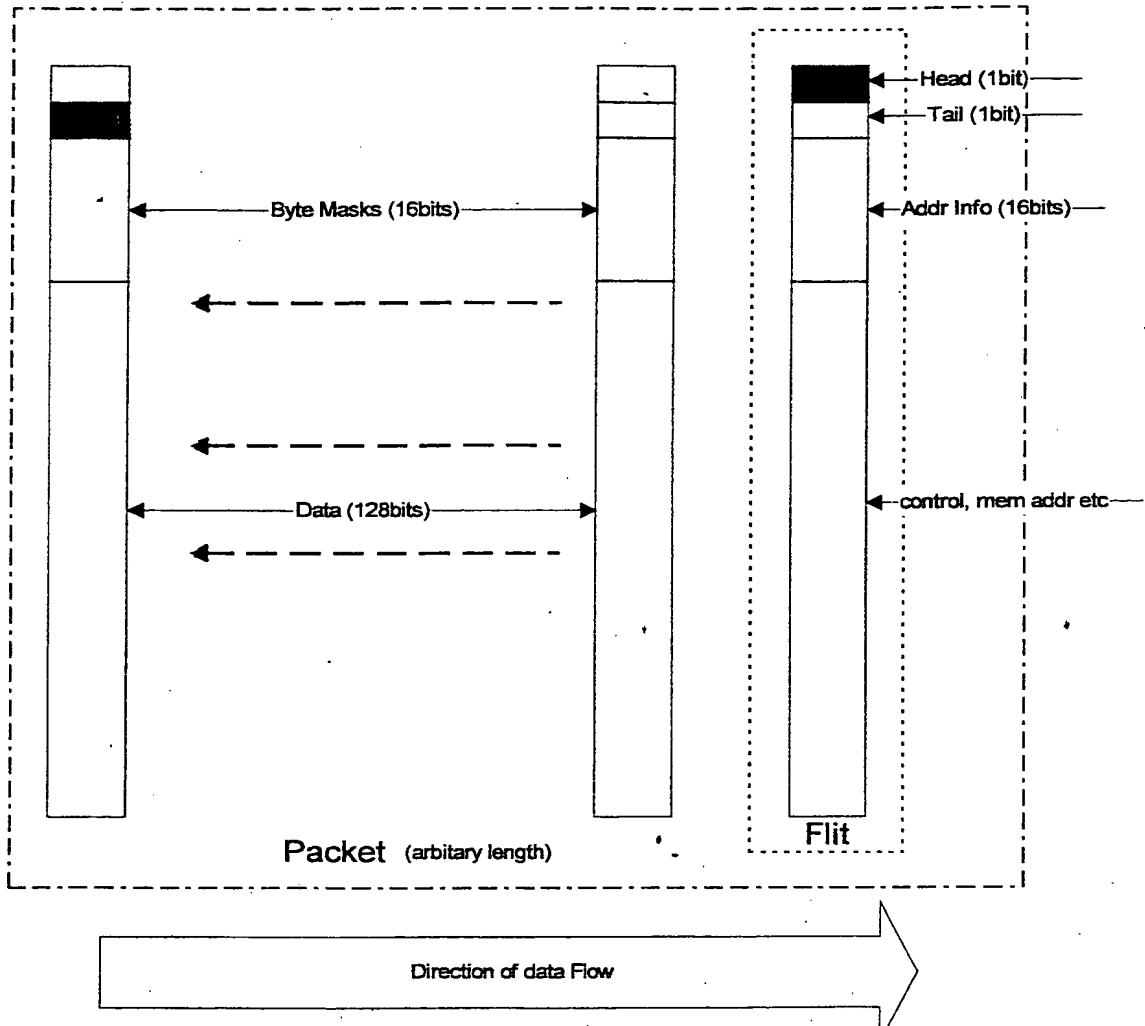 Head (1bit)
Tail (1bit)
Byte Masks (16bits)
Addr Info (16bits)
Data (128bits)
control, mem addr etc
Flit
Packet (arbitary length)
Direction of data Flow